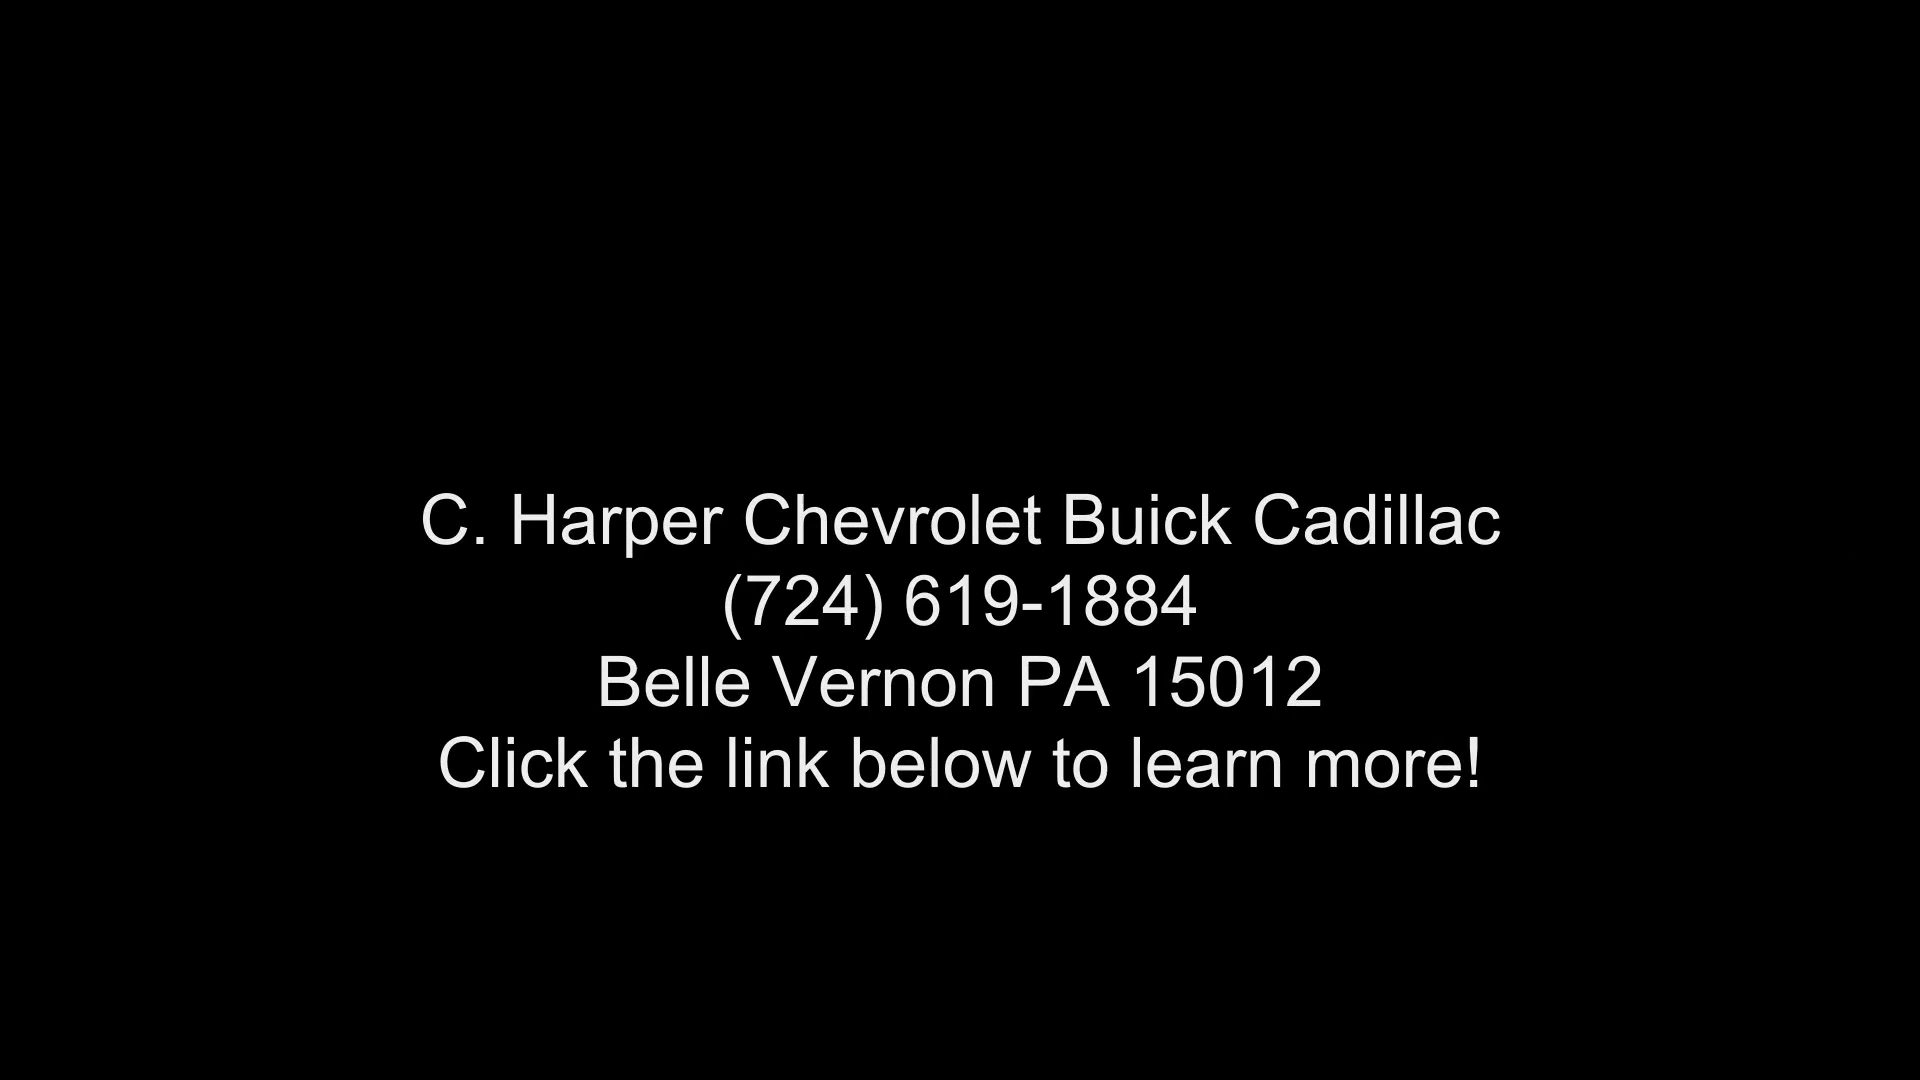 C. Harper Chevrolet Buick Cadillac
(724) 619-1884
Belle Vernon PA 15012
Click the link below to learn more!